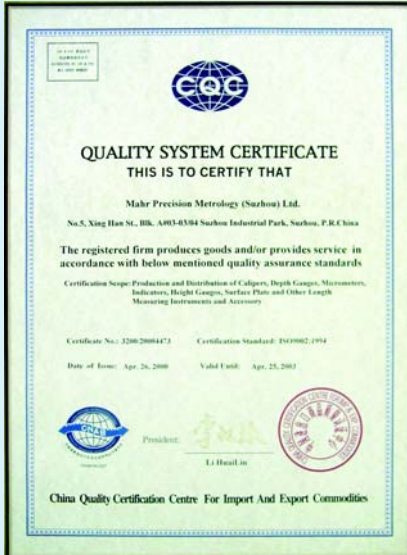 CQC
QUALITY SYSTEM CERTIFICATE
THIS IS TO CERTIFY THAT
Mahr Precision Metrology (Suzhou) Ltd.
No.5, Xing Han St., Blk. A#03-03/04 Suzhou Industrial Park, Suzhou, P.R.China
The registered firm produces goods and/or provides service in
accordance with below mentioned quality assurance standards
Certification Scope: Production and Distribution of Calipers, Depth Gauges, Micrometers,
Indicators, Height Gauges, Surface Plate and Other Length
Measuring Instruments and Accessory
Certificate No.: 3200/20004473 Certification Standard: ISO9002:1994
Date of Issue: Apr. 26, 2000 Valid Until: Apr. 25, 2003
President:
Li HuaiLin
China Quality Certification Centre For Import And Export Commodities